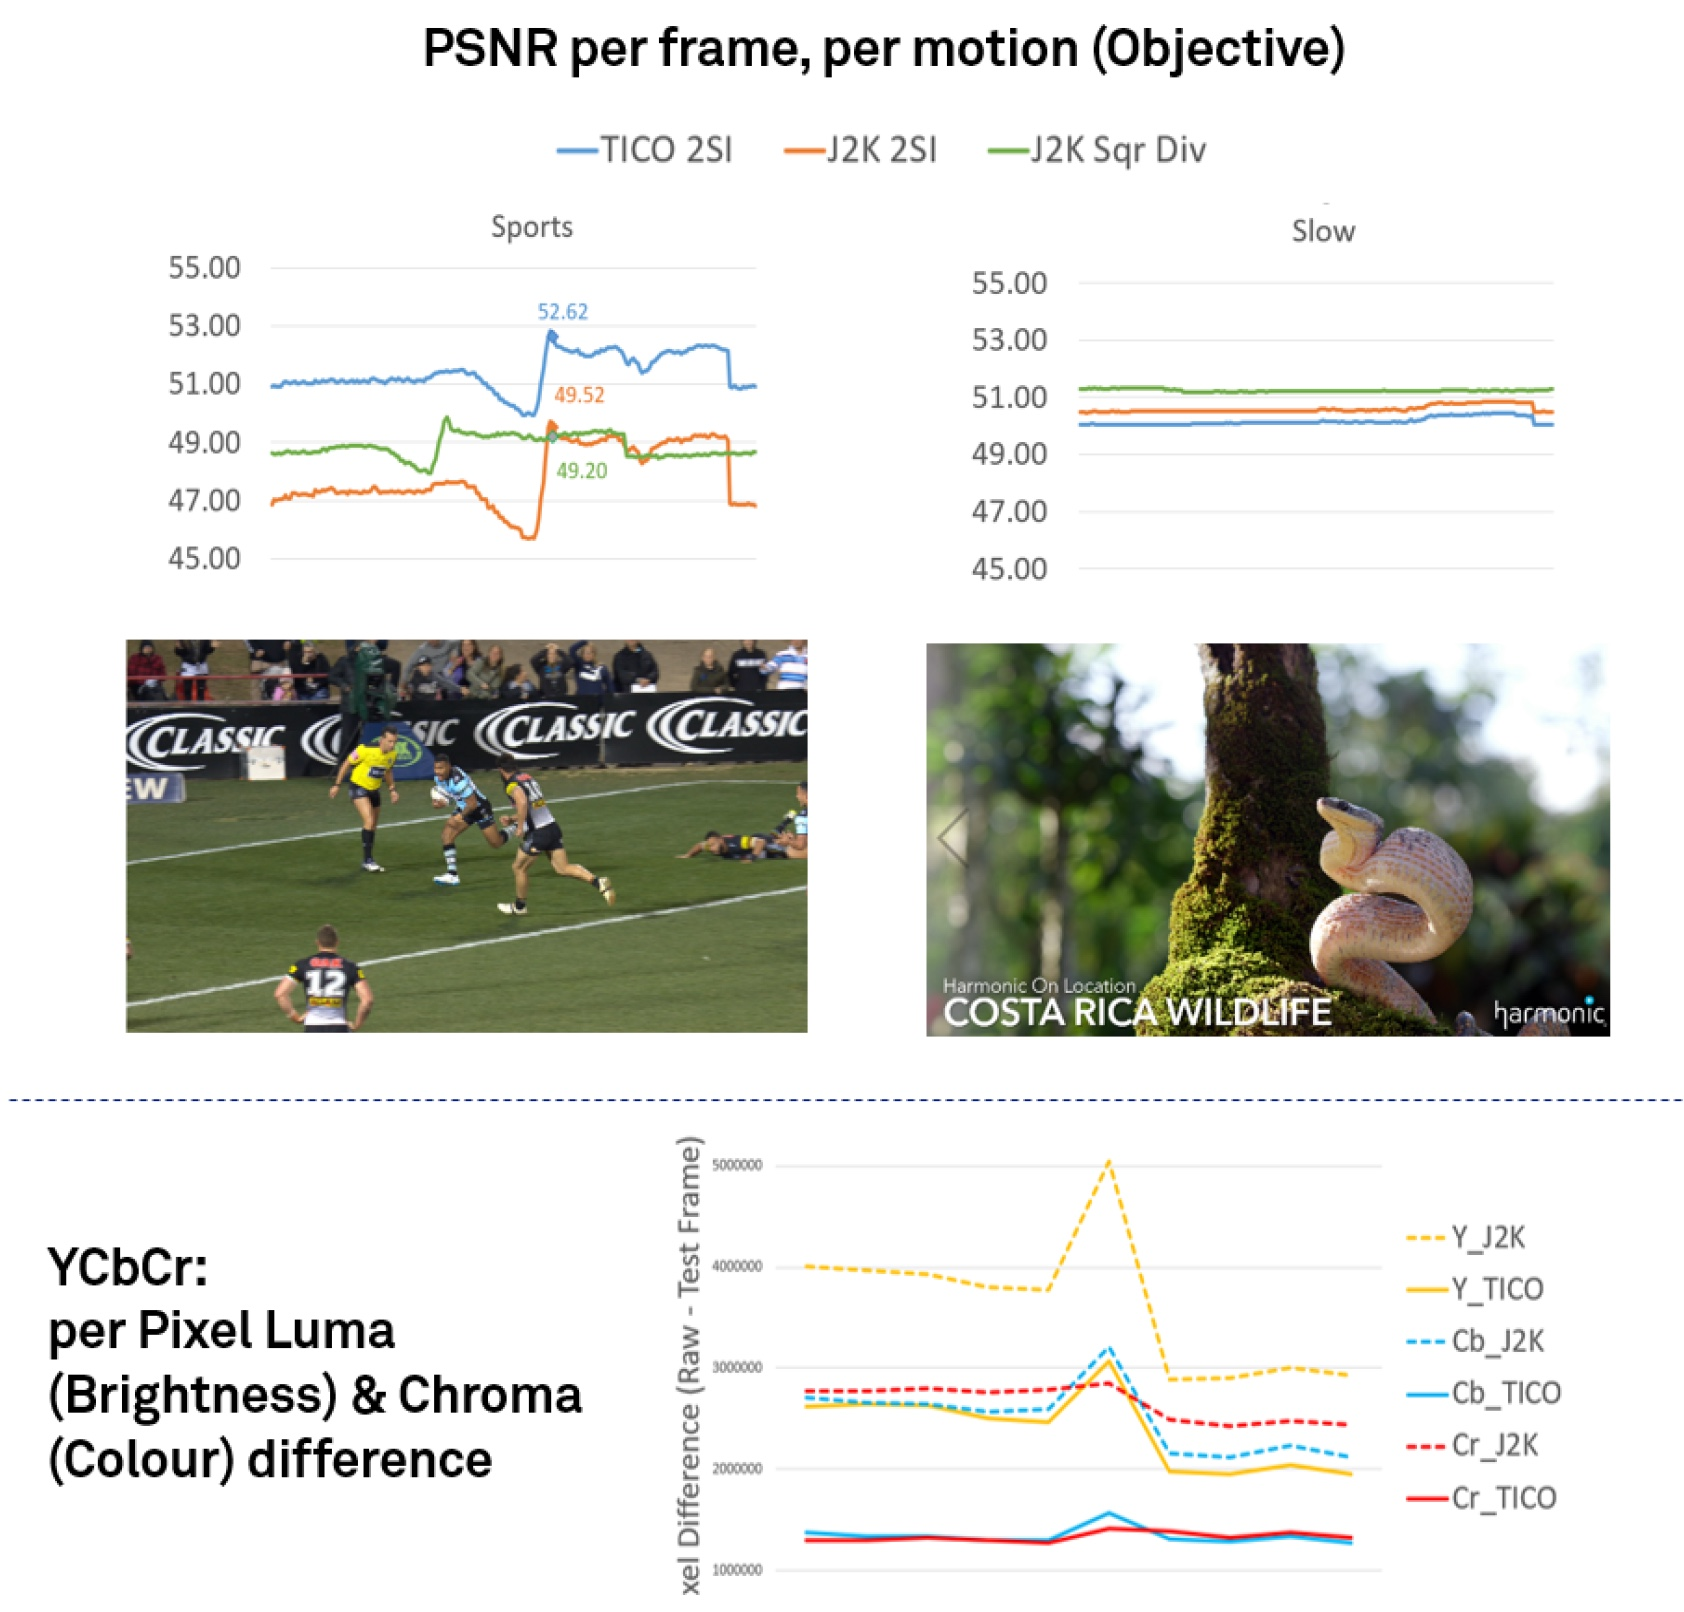 PSNR per frame, per motion (Objective)
TICO 2SI
J2K 2SI
J2K Sqr Div
Sports
55.00
53.00
51.00
49.00
47.00
45.00
52.62
49.52
49.20
Slow
55.00
53.00
51.00
49.00
47.00
45.00
CLASSIC
SIC
CLASSIC
CLASSIC
EW
12
Harmonic On Location
COSTA RICA WILDLIFE
harmonic
YCbCr:
per Pixel Luma
(Brightness) & Chroma
(Colour) difference
xel Difference (Raw - Test Frame)
5000000
4000000
3000000
2000000
1000000
Y_J2K
Y_TICO
Cb_J2K
Cb_TICO
Cr_J2K
Cr_TICO